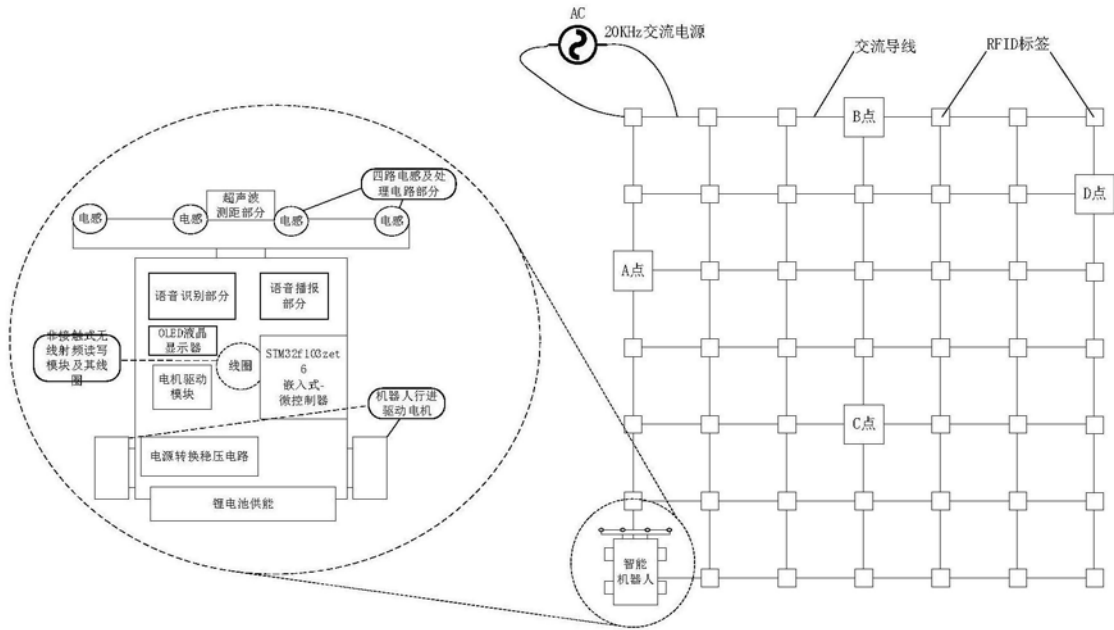 AC
20KHz交流电源
交流导线
RFID标签
B点
D点
A点
C点
智能
机器人
四路电感及处
理电路部分
超声波
测距部分
电感
电感
电感
电感
语音识别部分
语音播报
部分
OLED液晶
显示器
非接触式无
线射频读写
模块及其线
圈
线圈
STM32f103zet
6
嵌入式-
微控制器
电机驱动
模块
机器人行进
驱动电机
电源转换稳压电路
锂电池供能